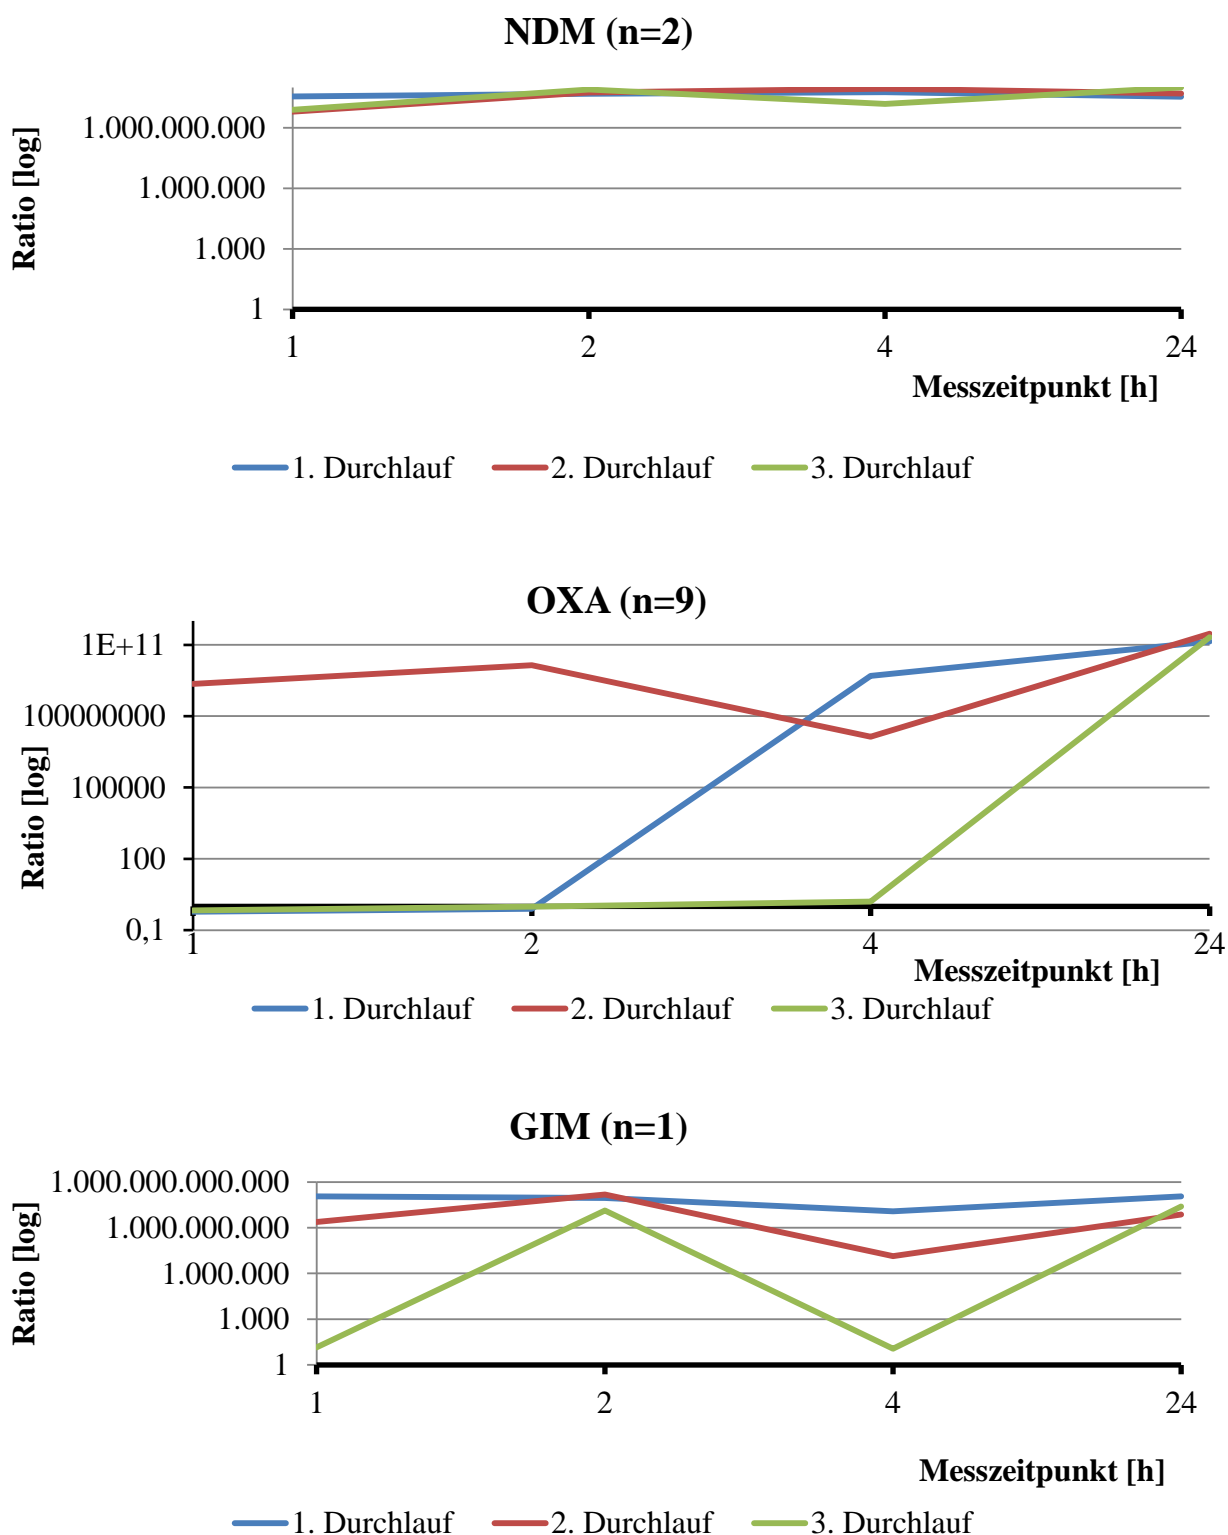 NDM (n=2)
Ratio [log]
1.000.000.000
1.000.000
1.000
1
1 2 4 24
Messzeitpunkt [h]
1. Durchlauf 2. Durchlauf 3. Durchlauf
OXA (n=9)
Ratio [log]
1E+11
100000000
100000
100
0,1
1 2 4 24
Messzeitpunkt [h]
1. Durchlauf 2. Durchlauf 3. Durchlauf
GIM (n=1)
Ratio [log]
1.000.000.000.000
1.000.000.000
1.000.000
1.000
1
1 2 4 24
Messzeitpunkt [h]
1. Durchlauf 2. Durchlauf 3. Durchlauf